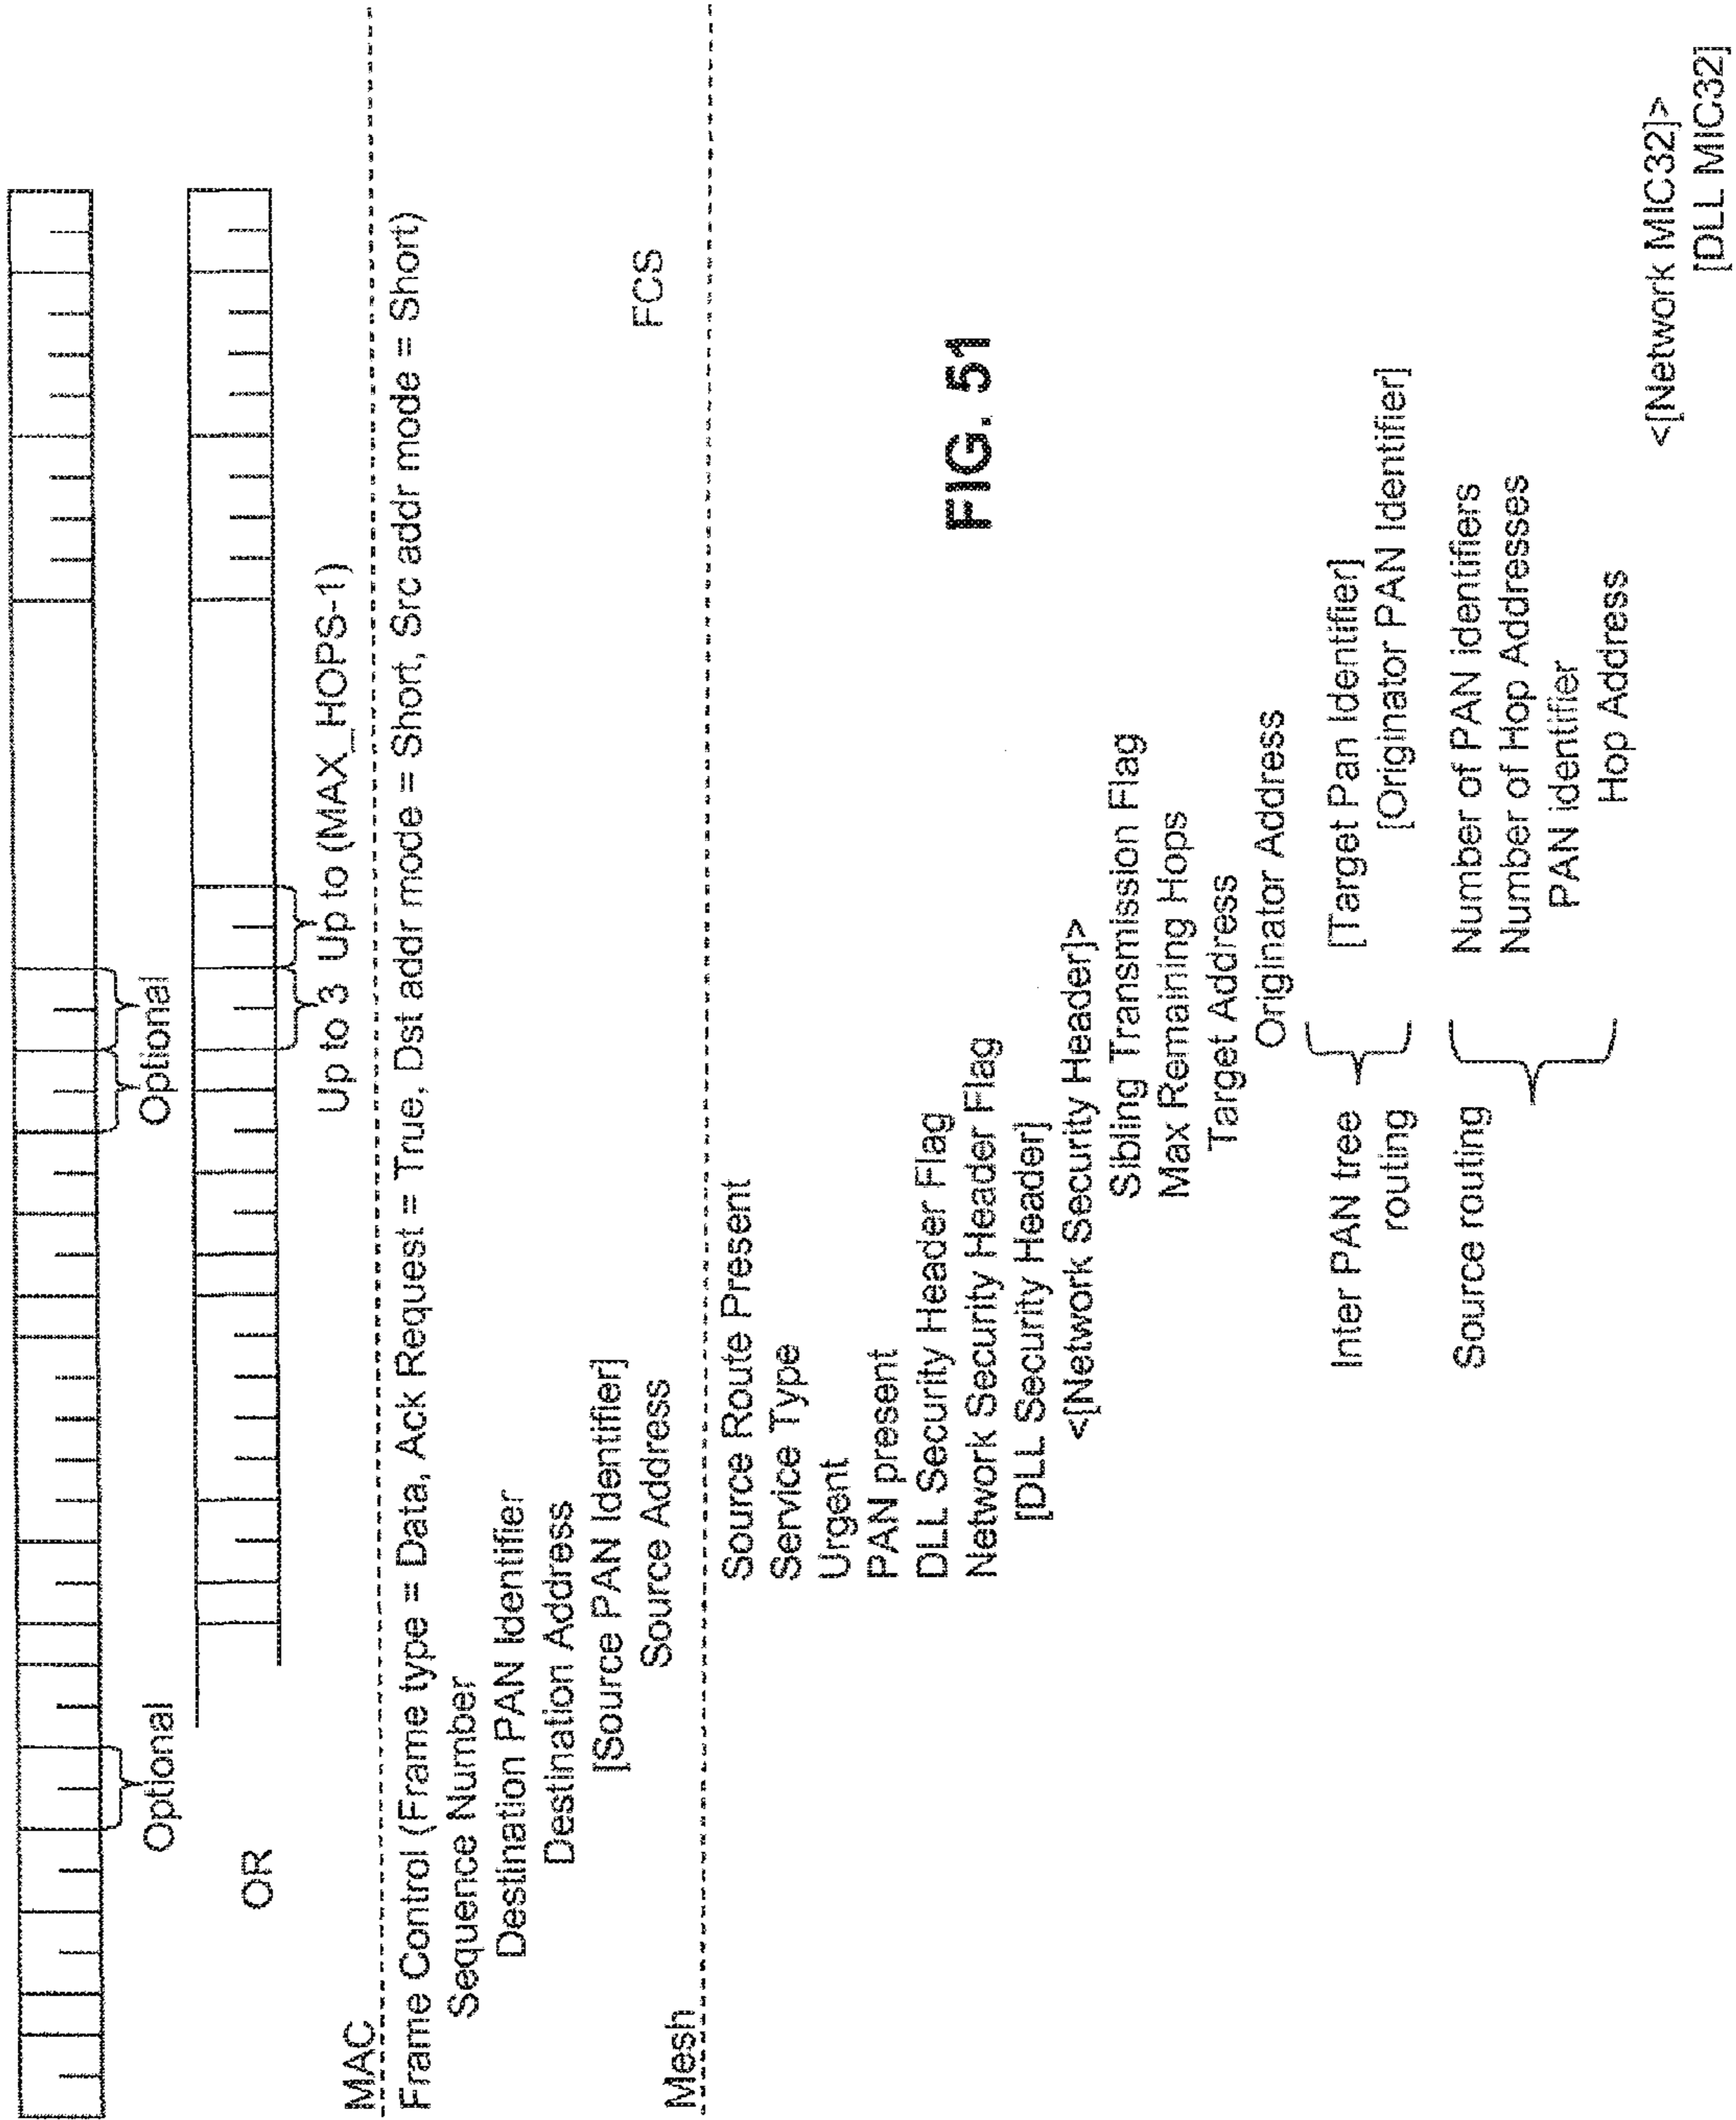 Optional
Optional
OR
Up to 3 Up to (MAX_HOPS-1)
MAC
Frame Control (Frame type = Data, Ack Request = True, Dst addr mode = Short, Src addr mode = Short)
Sequence Number
Destination PAN Identifier
Destination Address
[Source PAN Identifier]
Source Address
FCS
Mesh
Source Route Present
Service Type
Urgent
PAN present
DLL Security Header Flag
Network Security Header Flag
[DLL Security Header]
<[Network Security Header]>
Sibling Transmission Flag
Max Remaining Hops
Target Address
Originator Address
Inter PAN tree
routing
[Target Pan Identifier]
[Originator PAN Identifier]
Source routing
Number of PAN identifiers
Number of Hop Addresses
PAN identifier
Hop Address
<[Network MIC32]>
[DLL MIC32]
FIG. 51